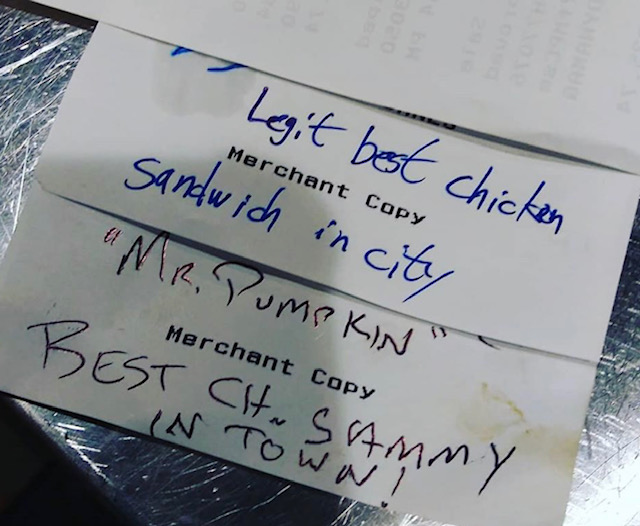 Legit best chicken
Merchant Copy
Sandwich in city
"MR. PUMPKIN"
Merchant Copy
BEST CH. SAMMY
IN TOWN!